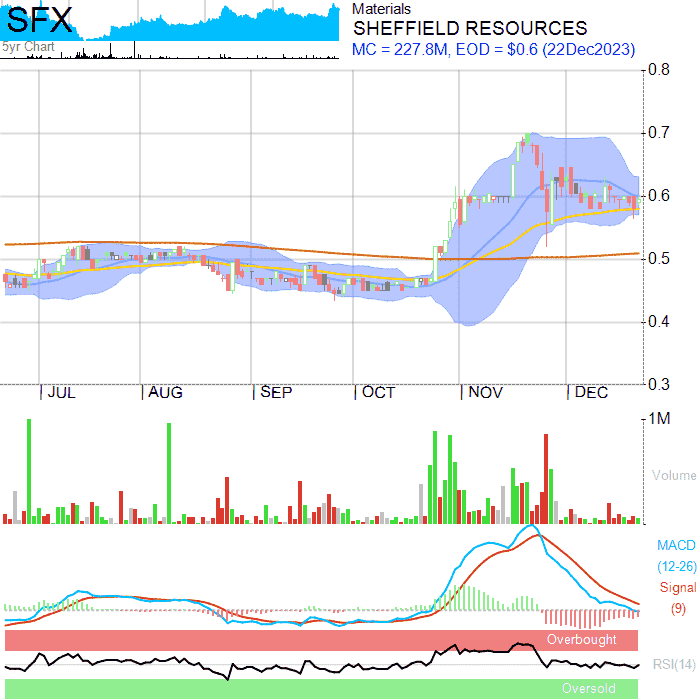 SFX
5yr Chart
Materials
SHEFFIELD RESOURCES
MC = 227.8M, EOD = $0.6 (22Dec2023)
0.8
0.7
0.6
0.5
0.4
0.3
JUL AUG SEP OCT NOV DEC
1M
Volume
MACD
(12-26)
Signal
(9)
Overbought
RSI(14)
Oversold